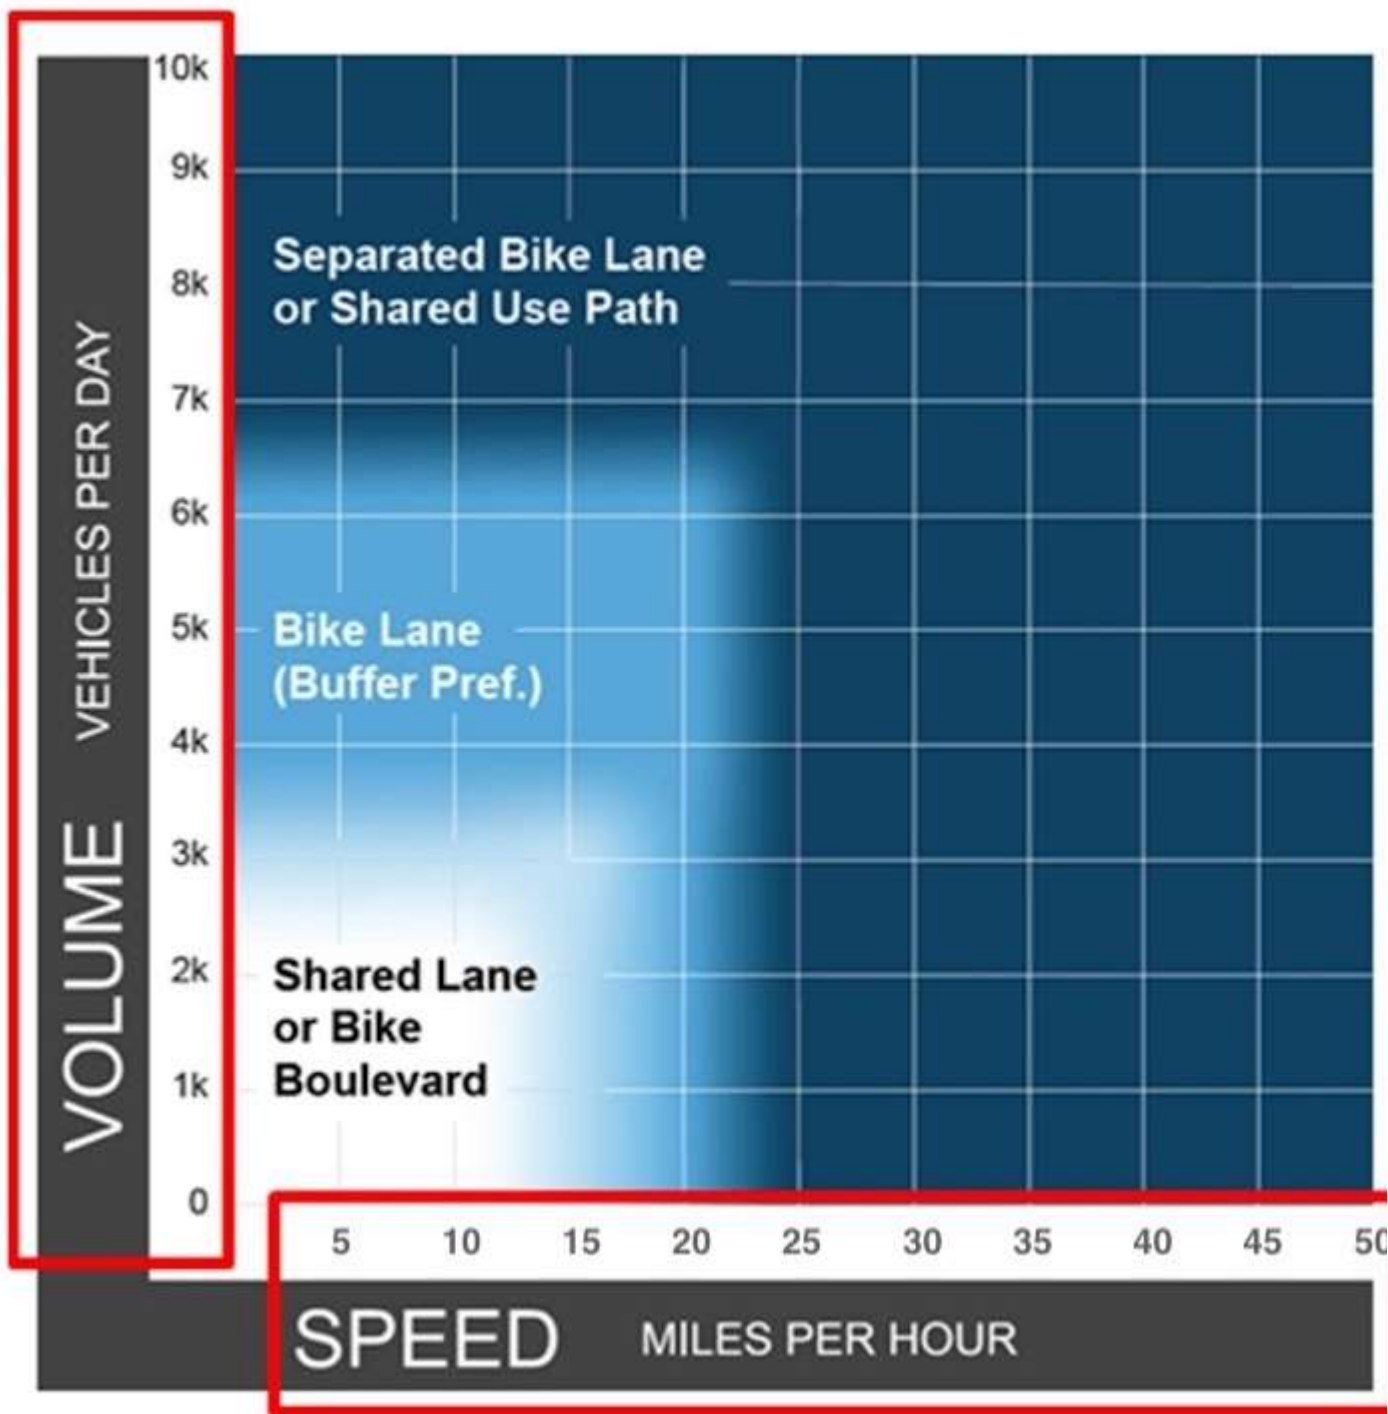 10k
9k
8k
7k
6k
5k
4k
3k
2k
1k
0
VOLUME VEHICLES PER DAY
Separated Bike Lane
or Shared Use Path
Bike Lane
(Buffer Pref.)
Shared Lane
or Bike
Boulevard
5 10 15 20 25 30 35 40 45 50
SPEED MILES PER HOUR